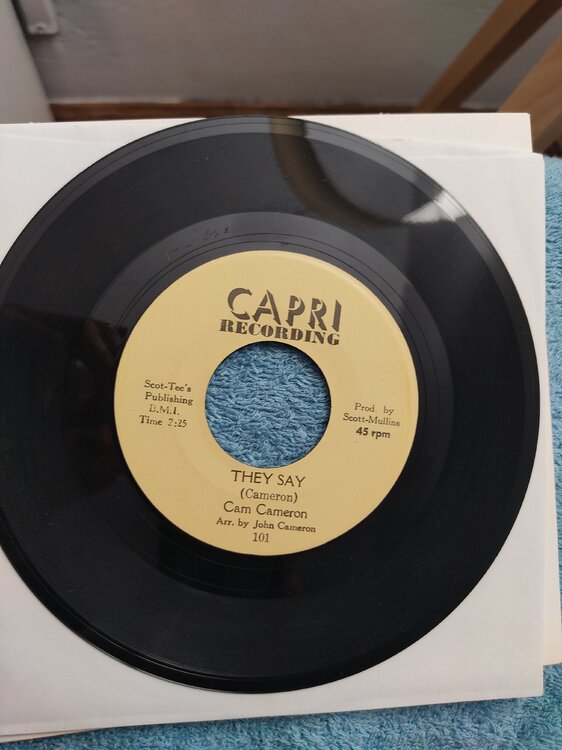 CAPRI
RECORDING
Scot-Tee's
Publishing
B.M.I.
Time 2:25
Prod. by
Scott-Mullins
45 rpm
THEY SAY
(Cameron)
Cam Cameron
Arr. by John Cameron
101